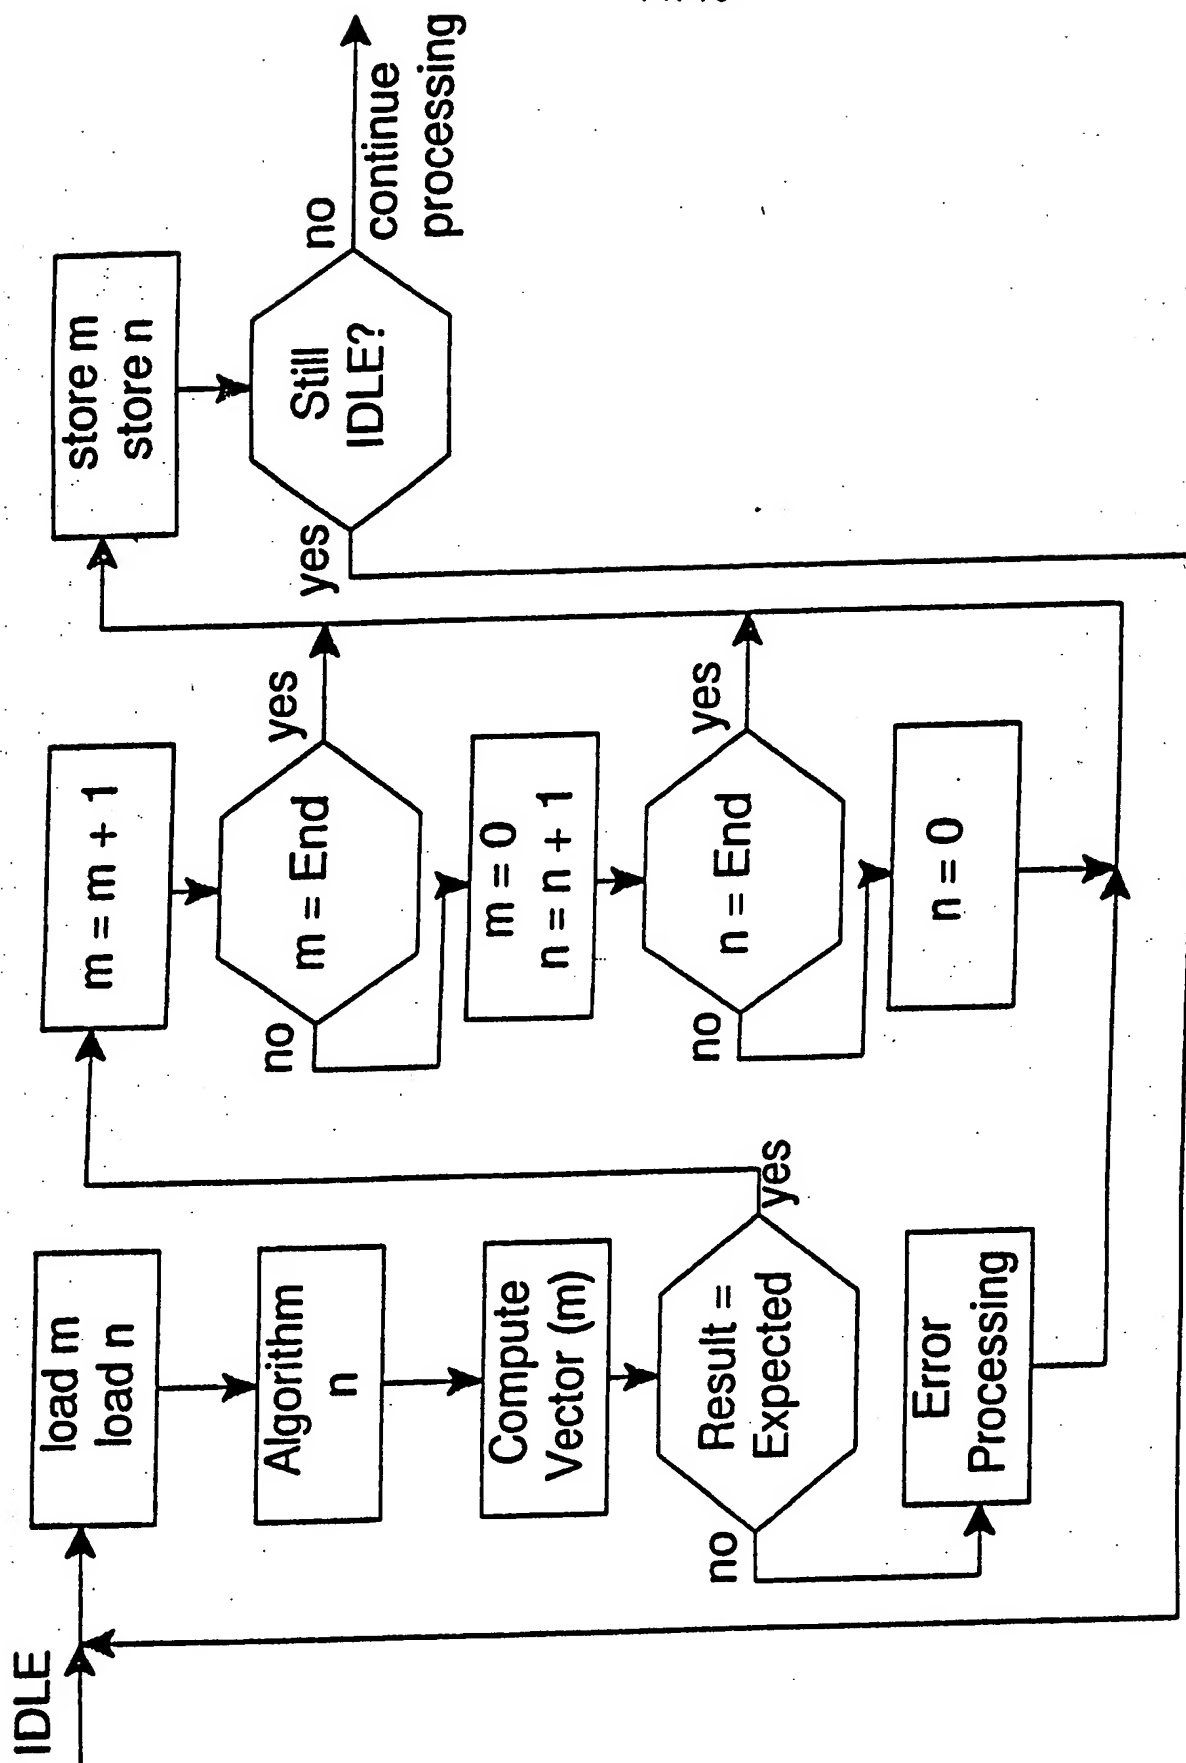 IDLE
load m
load n
Algorithm
n
Compute
Vector (m)
Result =
Expected
no
yes
Error
Processing
m = m + 1
m = End
yes
no
m = 0
n = n + 1
n = End
yes
no
n = 0
store m
store n
Still
IDLE?
yes
no
continue
processing